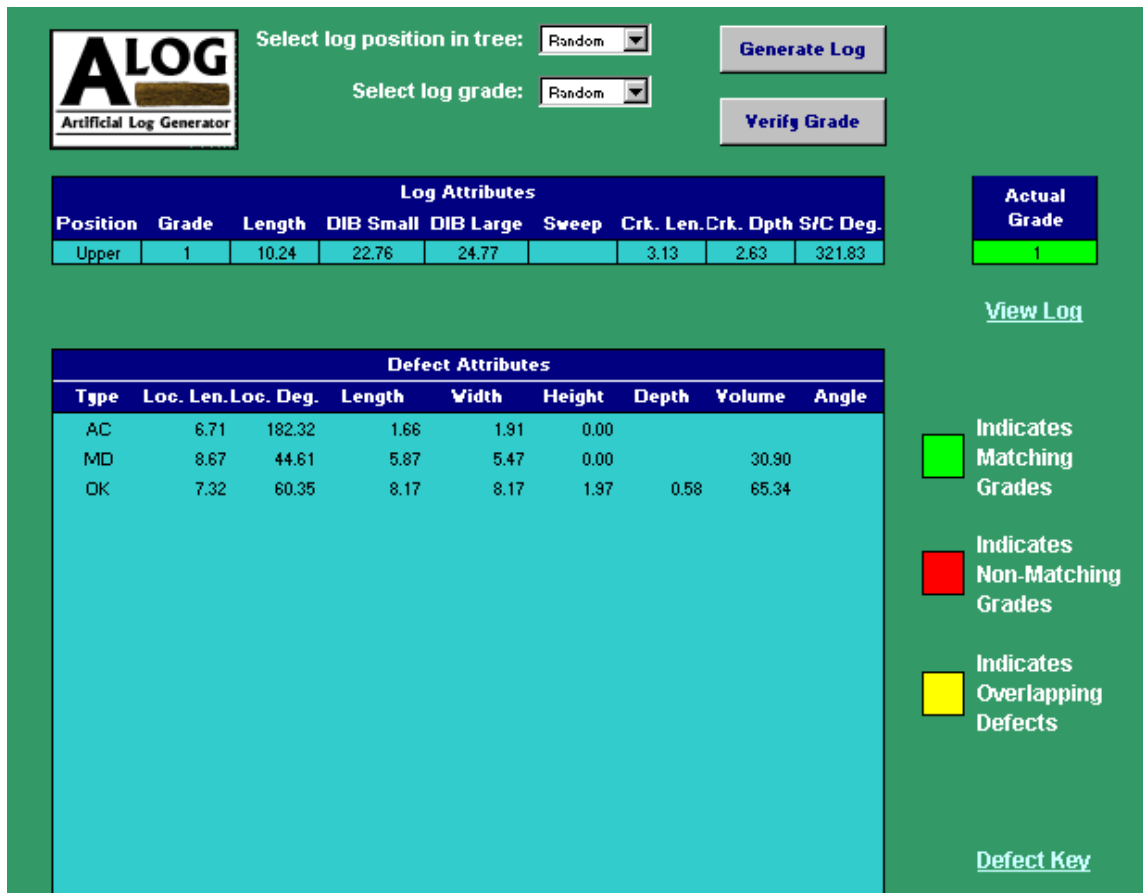 ALOG
Artificial Log Generator
Select log position in tree: Random
Select log grade: Random
Generate Log
Verify Grade
Log Attributes
Position Grade Length DIB Small DIB Large Sweep Crk. Len. Crk. Dpth S/C Deg.
Upper 1 10.24 22.76 24.77 3.13 2.63 321.83
Actual
Grade
1
View Log
Defect Attributes
Type Loc. Len. Loc. Deg. Length Width Height Depth Volume Angle
AC 6.71 182.32 1.66 1.91 0.00
MD 8.67 44.61 5.87 5.47 0.00 30.90
OK 7.32 60.35 8.17 8.17 1.97 0.58 65.34
Indicates
Matching
Grades
Indicates
Non-Matching
Grades
Indicates
Overlapping
Defects
Defect Key